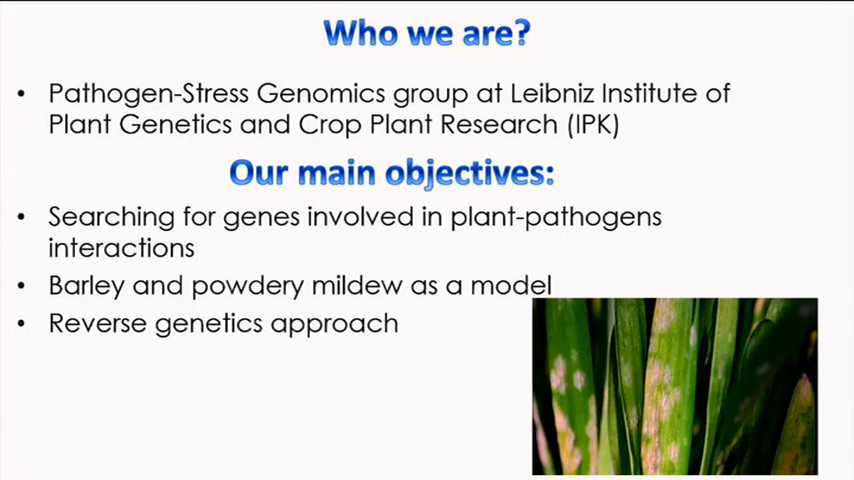 Who we are?
• Pathogen-Stress Genomics group at Leibniz Institute of
Plant Genetics and Crop Plant Research (IPK)
Our main objectives:
• Searching for genes involved in plant-pathogens
interactions
• Barley and powdery mildew as a model
• Reverse genetics approach